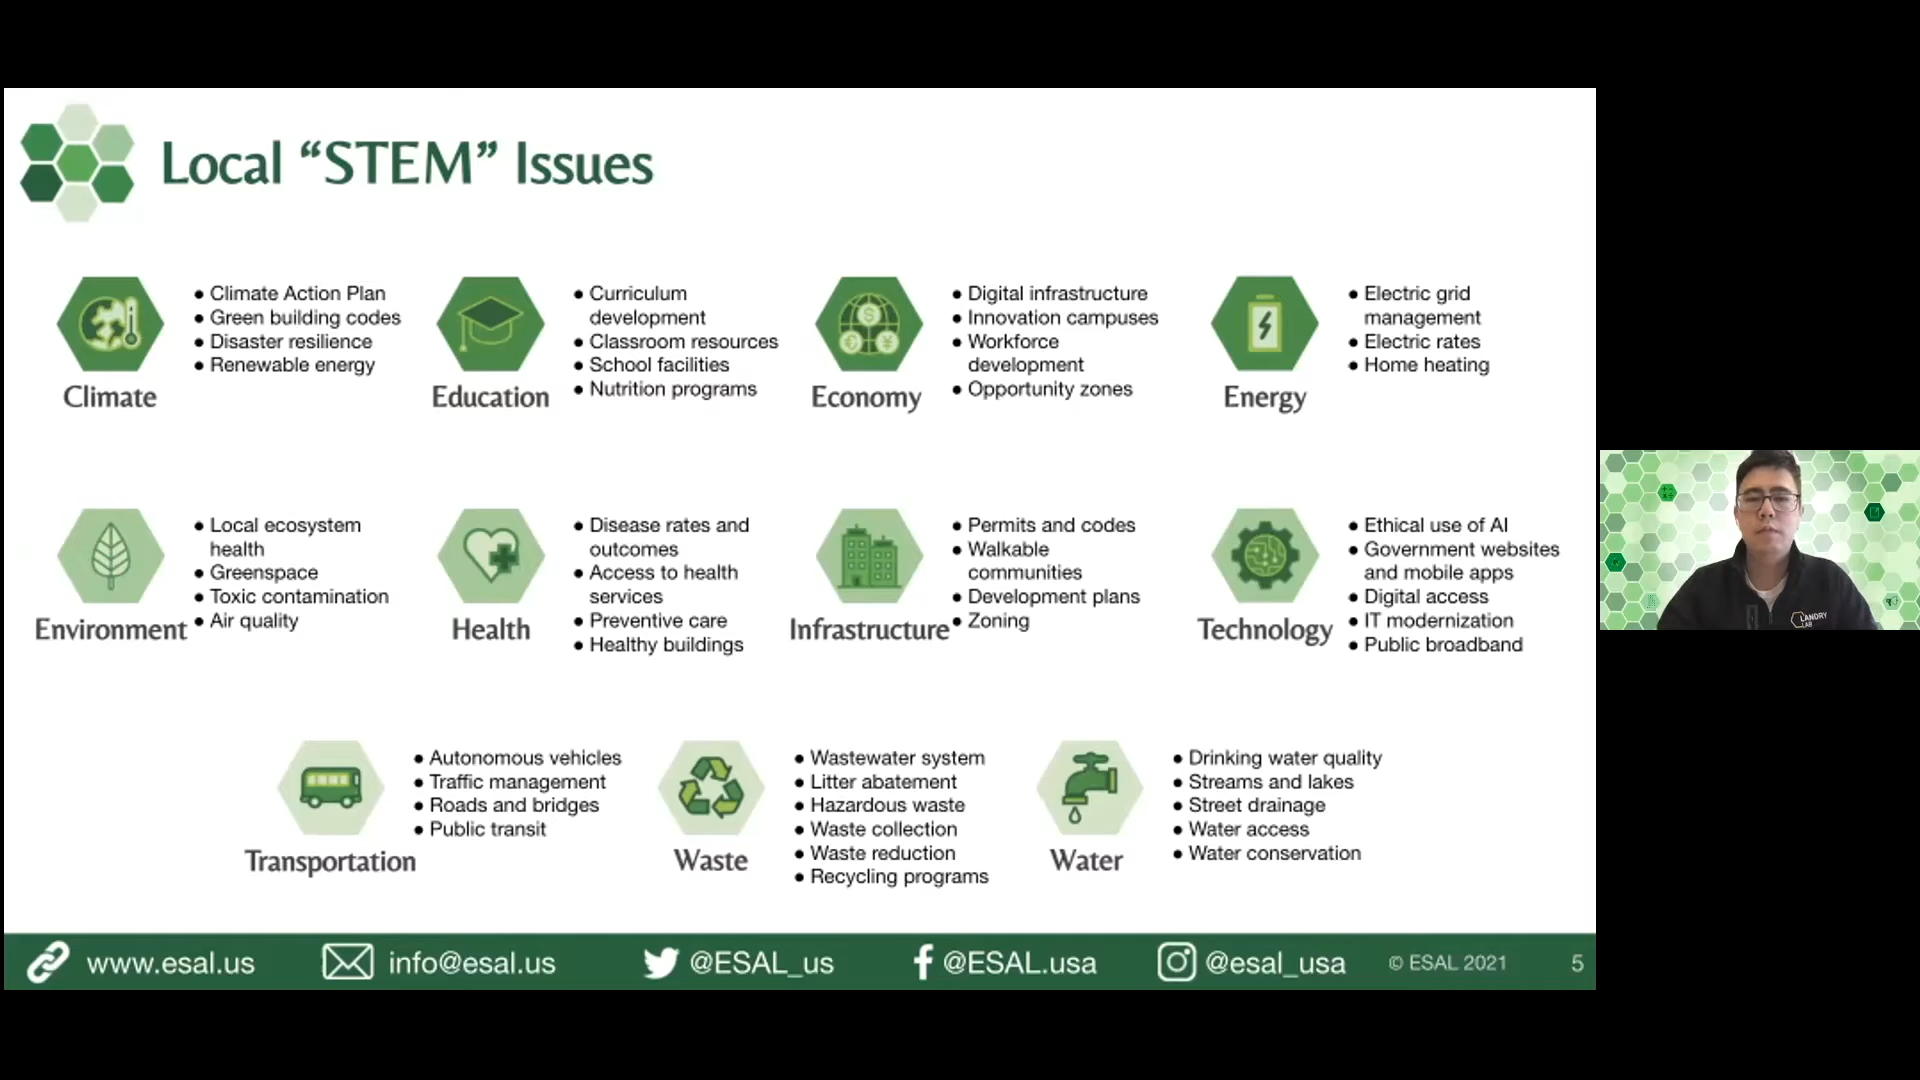 Local “STEM” Issues
● Climate Action Plan
● Green building codes
● Disaster resilience
● Renewable energy
Climate
● Curriculum
development
● Classroom resources
● School facilities
● Nutrition programs
Education
● Digital infrastructure
● Innovation campuses
● Workforce
development
● Opportunity zones
Economy
● Electric grid
management
● Electric rates
● Home heating
Energy
● Local ecosystem
health
● Greenspace
● Toxic contamination
● Air quality
Environment
● Disease rates and
outcomes
● Access to health
services
● Preventive care
● Healthy buildings
Health
● Permits and codes
● Walkable
communities
● Development plans
● Zoning
Infrastructure
● Ethical use of AI
● Government websites
and mobile apps
● Digital access
● IT modernization
● Public broadband
Technology
● Autonomous vehicles
● Traffic management
● Roads and bridges
● Public transit
Transportation
● Wastewater system
● Litter abatement
● Hazardous waste
● Waste collection
● Waste reduction
● Recycling programs
Waste
● Drinking water quality
● Streams and lakes
● Street drainage
● Water access
● Water conservation
Water
www.esal.us
info@esal.us
@ESAL_us
@ESAL.usa
@esal_usa
© ESAL 2021
5
LANDRY
LAB